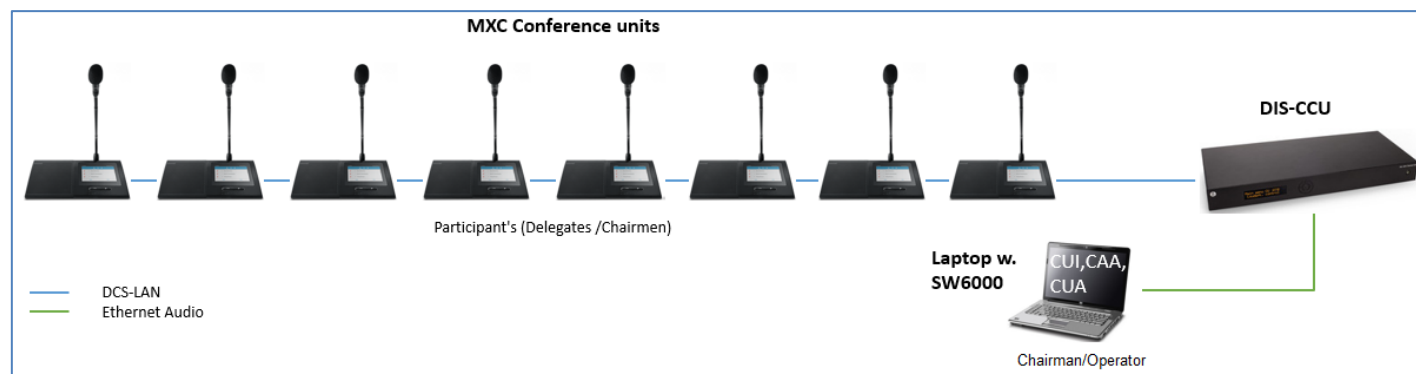 MXC Conference units
DIS-CCU
Participant's (Delegates /Chairmen)
Laptop w.
SW6000
CUI,CAA,
CUA
DCS-LAN
Ethernet Audio
Chairman/Operator